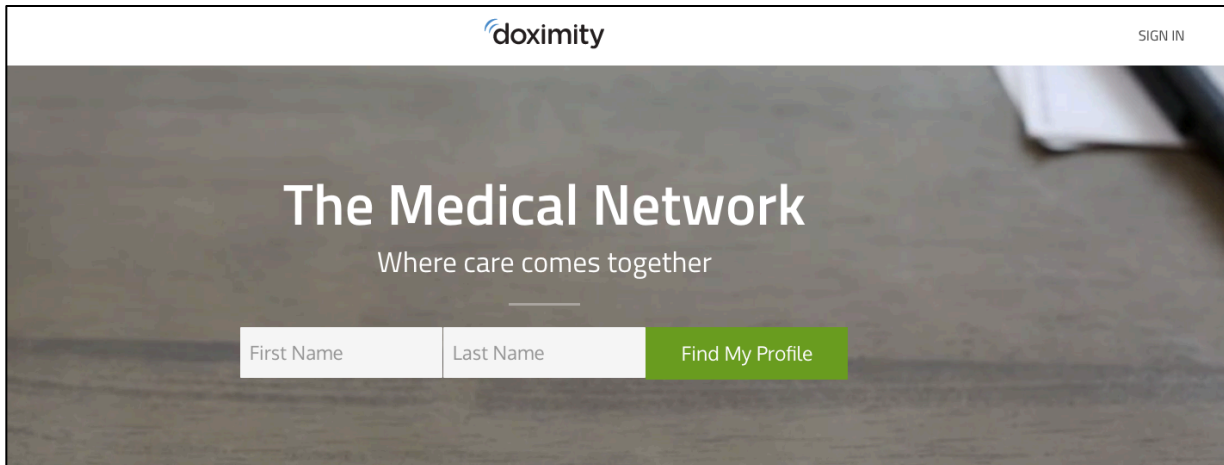 doximity
SIGN IN
The Medical Network
Where care comes together
First Name
Last Name
Find My Profile